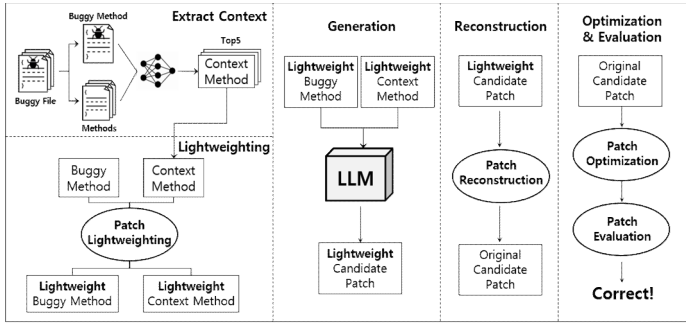 Extract Context
Buggy Method
Buggy File
Methods
Top5
Context
Method
Lightweighting
Buggy
Method
Context
Method
Patch
Lightweighting
Lightweight
Buggy Method
Lightweight
Context Method
Generation
Lightweight
Buggy
Method
Lightweight
Context
Method
LLM
Lightweight
Candidate
Patch
Reconstruction
Lightweight
Candidate
Patch
Patch
Reconstruction
Original
Candidate
Patch
Optimization
& Evaluation
Original
Candidate
Patch
Patch
Optimization
Patch
Evaluation
Correct!